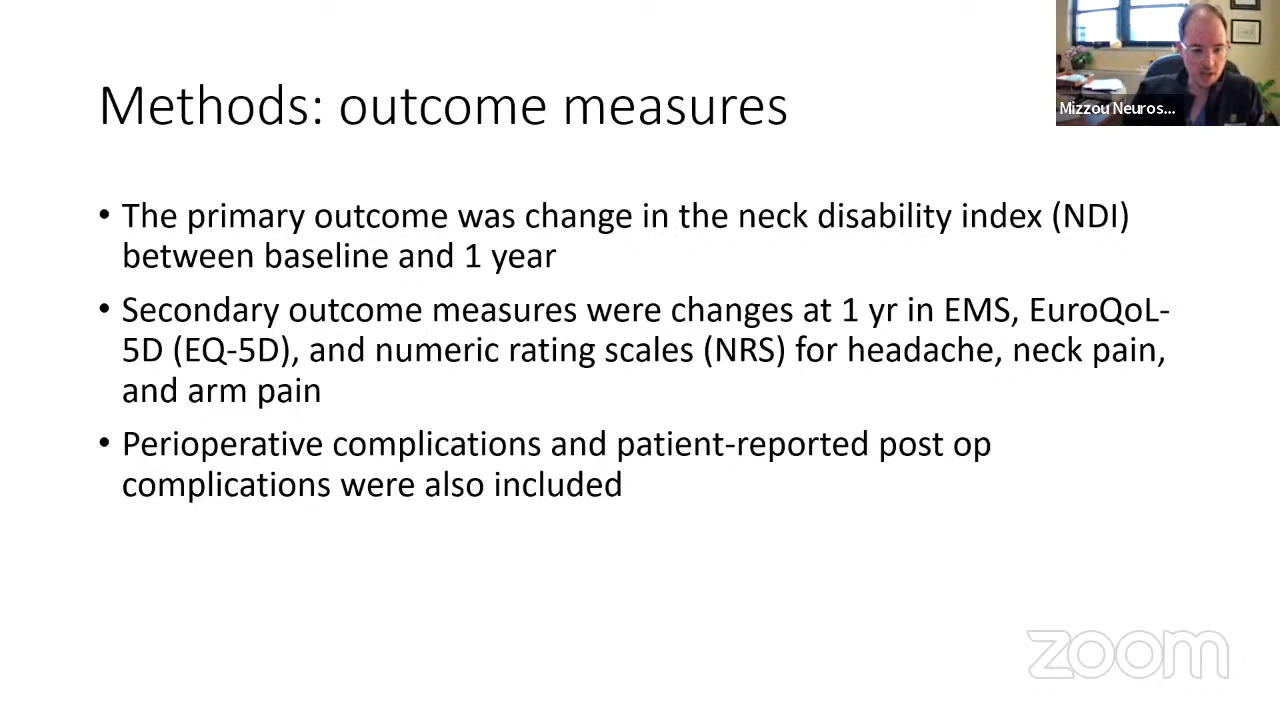 Methods: outcome measures
Mizzou Neuros...
• The primary outcome was change in the neck disability index (NDI)
between baseline and 1 year
• Secondary outcome measures were changes at 1 yr in EMS, EuroQoL-
5D (EQ-5D), and numeric rating scales (NRS) for headache, neck pain,
and arm pain
• Perioperative complications and patient-reported post op
complications were also included
zoom